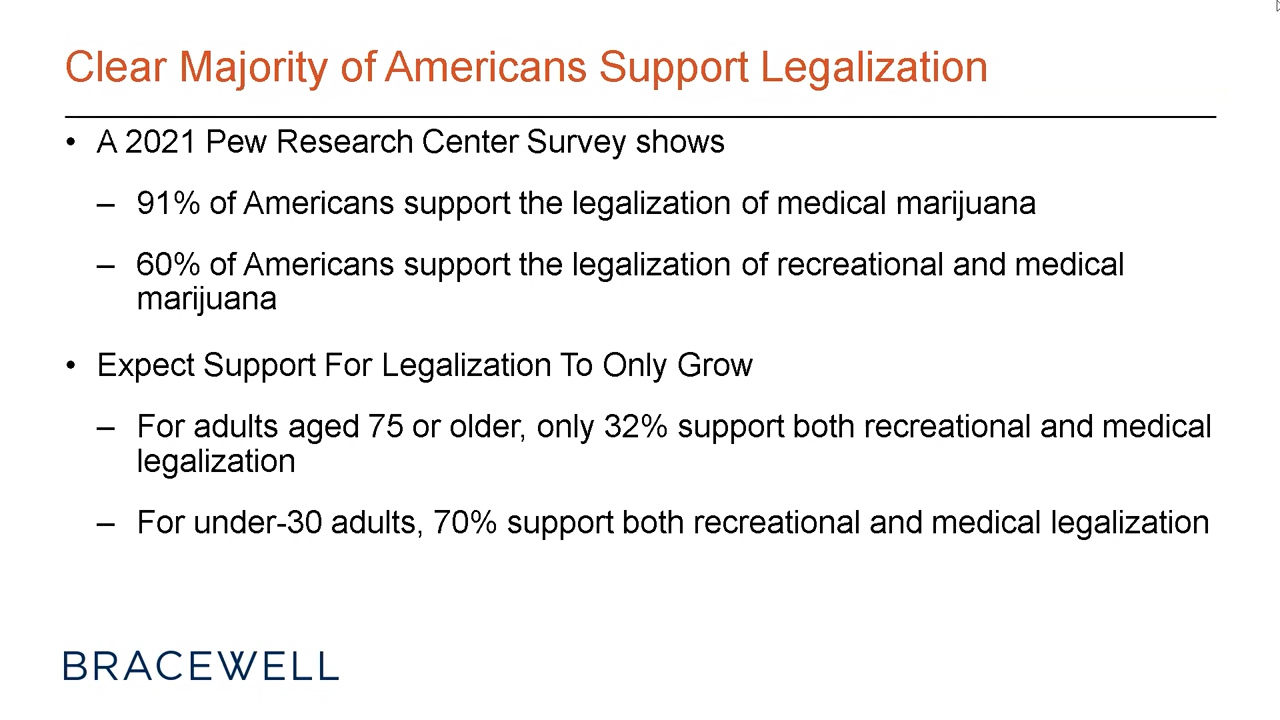 Clear Majority of Americans Support Legalization
• A 2021 Pew Research Center Survey shows
– 91% of Americans support the legalization of medical marijuana
– 60% of Americans support the legalization of recreational and medical
marijuana
• Expect Support For Legalization To Only Grow
– For adults aged 75 or older, only 32% support both recreational and medical
legalization
– For under-30 adults, 70% support both recreational and medical legalization
BRACEWELL